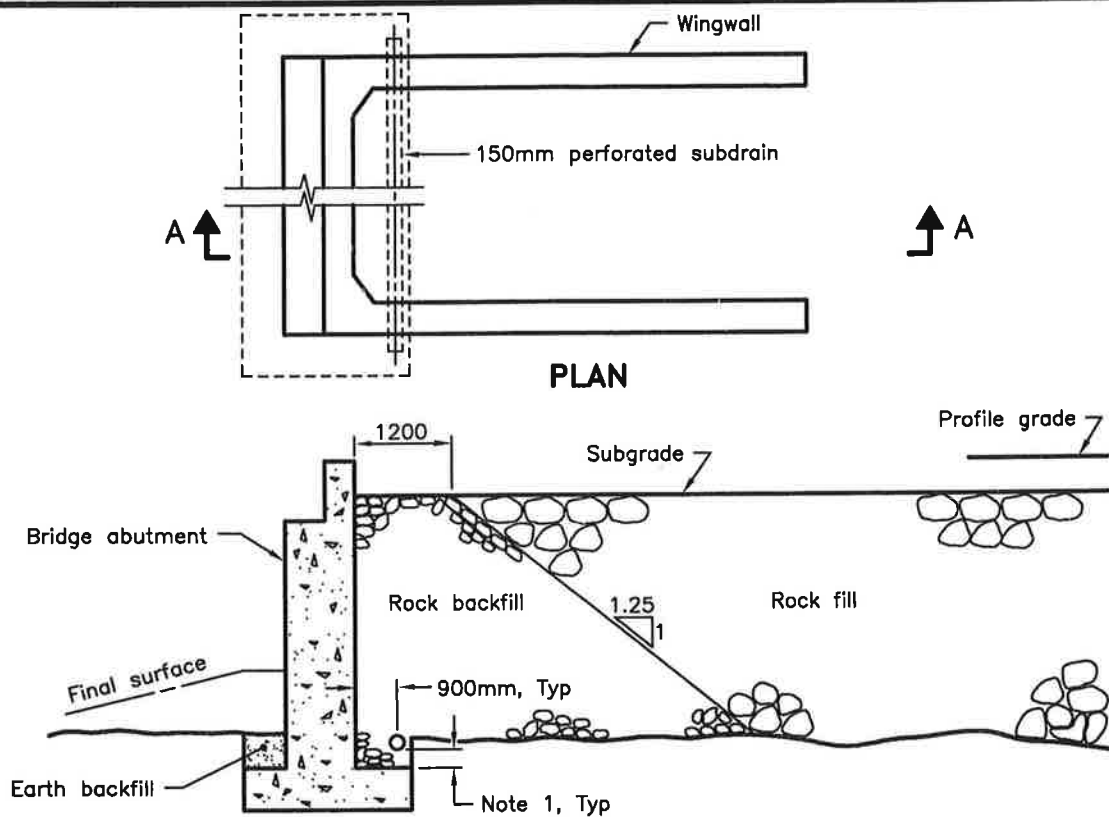 Wingwall
150mm perforated subdrain
A
A
PLAN
1200
Profile grade
Subgrade
Bridge abutment
Rock backfill
1.25
1
Rock fill
Final surface
900mm, Typ
Earth backfill
Note 1, Typ